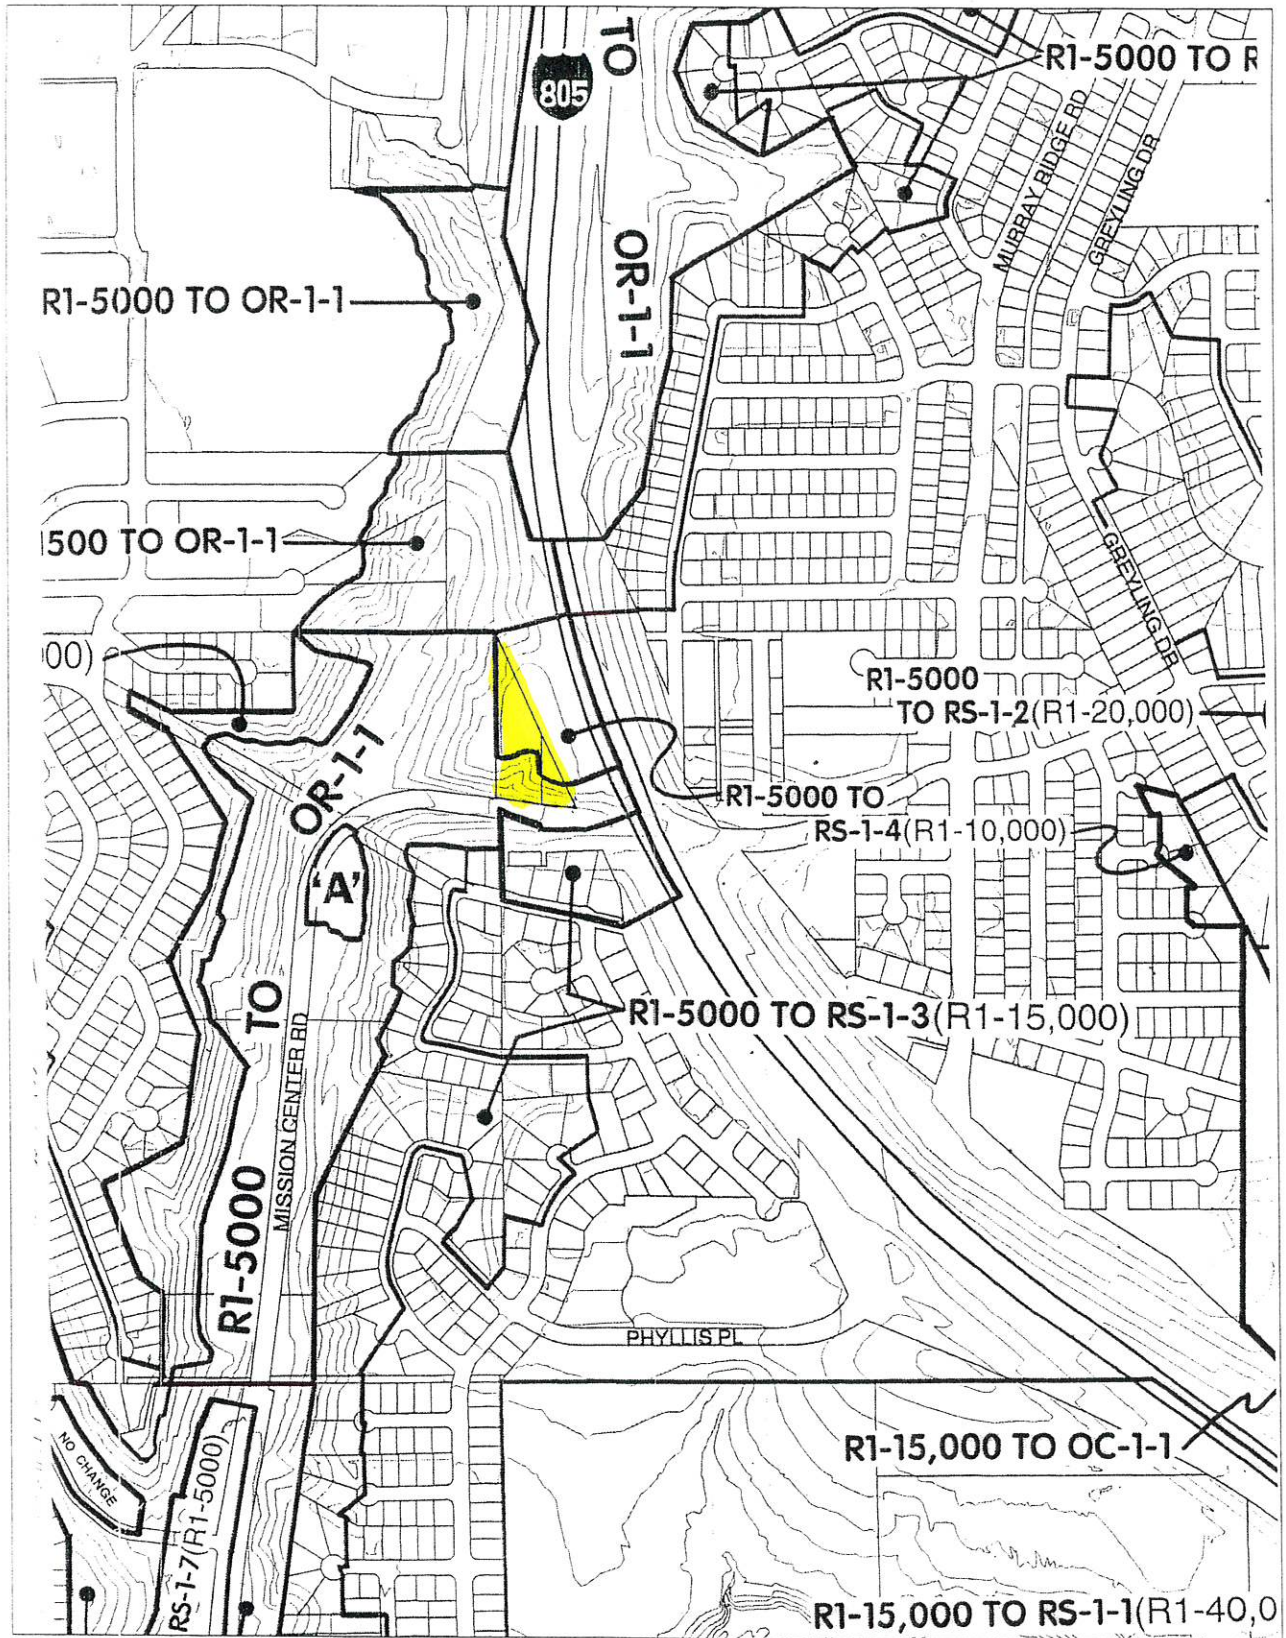 TO
805
R1-5000 TO R
MURRAY RIDGE RD
GREYLING DR
OR-1-1
R1-5000 TO OR-1-1
500 TO OR-1-1
GREYLING DR
00)
R1-5000
TO RS-1-2(R1-20,000)
OR-1-1
R1-5000 TO
RS-1-4(R1-10,000)
'A'
TO
R1-5000 TO RS-1-3(R1-15,000)
MISSION CENTER RD
R1-5000
PHYLLIS PL
NO CHANGE
RS-1-7(R1-5000)
R1-15,000 TO OC-1-1
R1-15,000 TO RS-1-1(R1-40,0